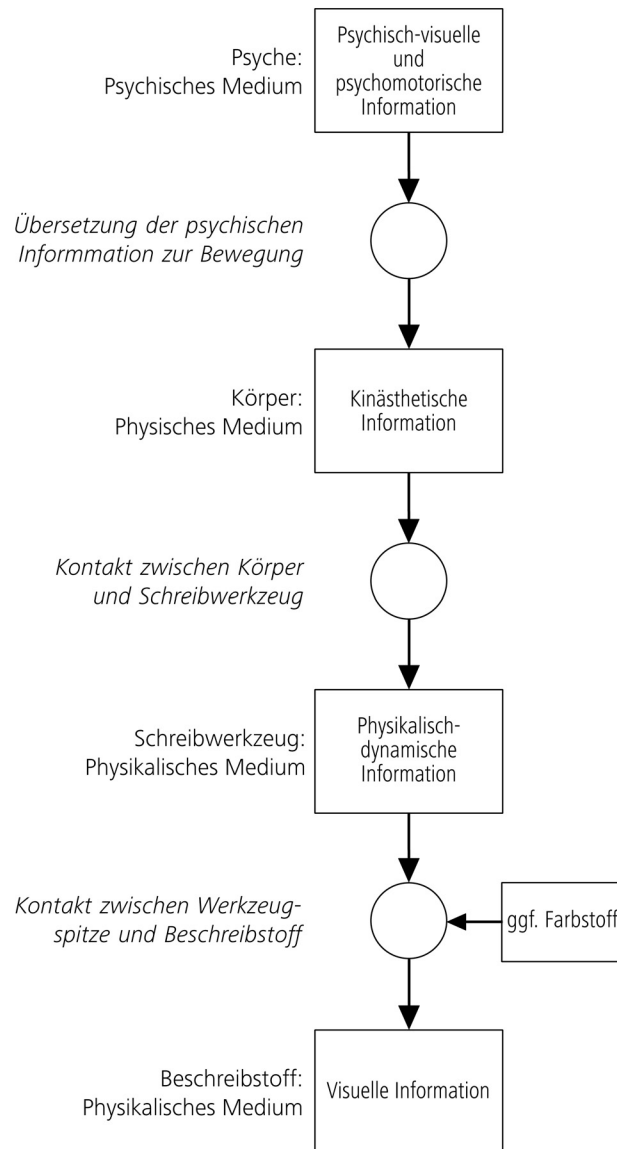 Psyche:
Psychisches Medium
Psychisch-visuelle
und
psychomotorische
Information
Übersetzung der psychischen
Informmation zur Bewegung
Körper:
Physisches Medium
Kinästhetische
Information
Kontakt zwischen Körper
und Schreibwerkzeug
Schreibwerkzeug:
Physikalisches Medium
Physikalisch-
dynamische
Information
Kontakt zwischen Werkzeug-
spitze und Beschreibstoff
ggf. Farbstoff
Beschreibstoff:
Physikalisches Medium
Visuelle Information